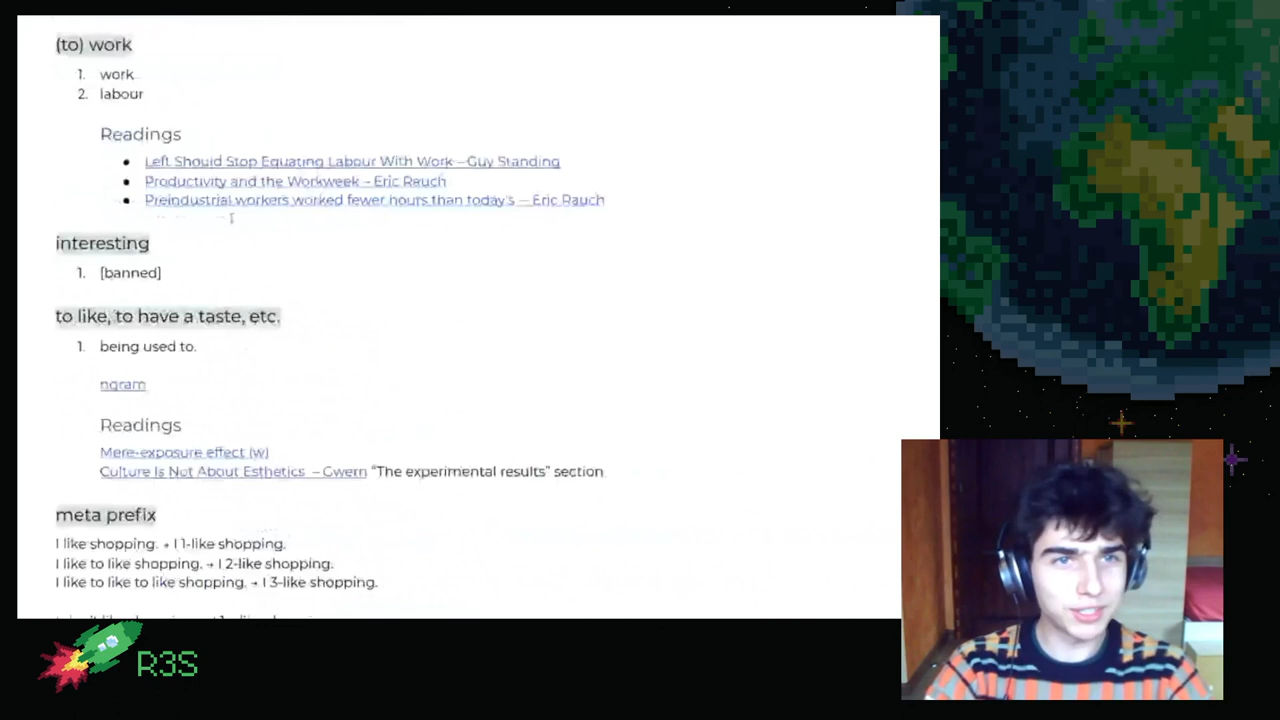 (to) work
1. work
2. labour
Readings
• Left Should Stop Equating Labour With Work – Guy Standing
• Productivity and the Workweek – Eric Rauch
• Preindustrial workers worked fewer hours than today's – Eric Rauch
interesting
1. [banned]
to like, to have a taste, etc.
1. being used to.
ngram
Readings
Mere-exposure effect (w)
Culture Is Not About Esthetics – Gwern “The experimental results” section
meta prefix
I like shopping. → I 1-like shopping.
I like to like shopping. → I 2-like shopping.
I like to like to like shopping. → I 3-like shopping.
R3S